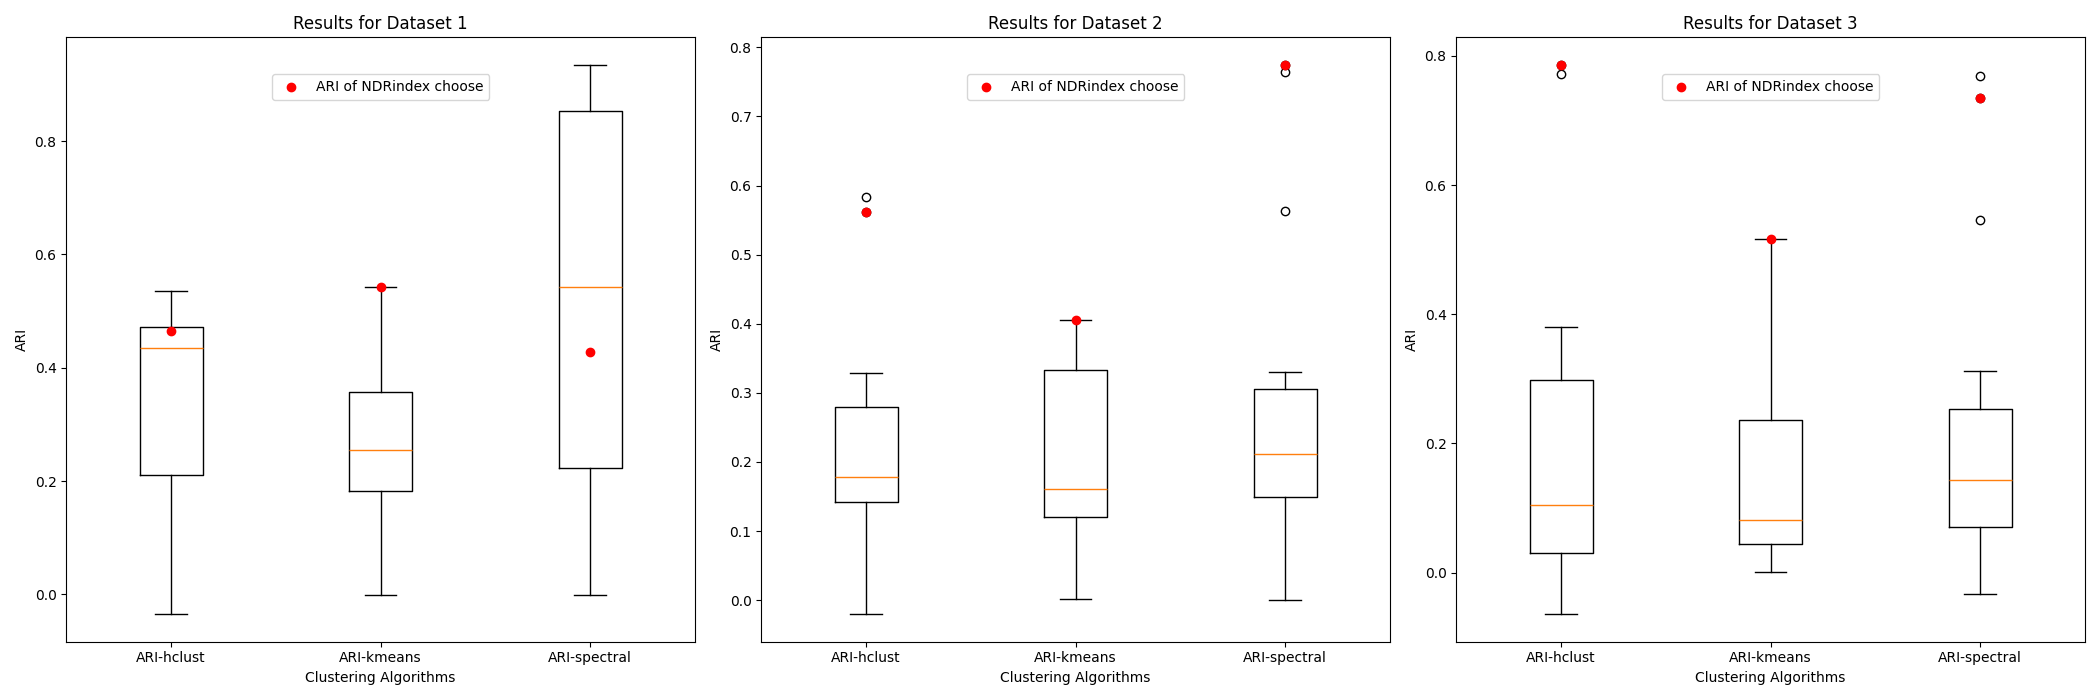 Results for Dataset 1
ARI of NDRindex choose
ARI
0.8
0.6
0.4
0.2
0.0
ARI-hclust
ARI-kmeans
ARI-spectral
Clustering Algorithms
Results for Dataset 2
ARI of NDRindex choose
ARI
0.8
0.7
0.6
0.5
0.4
0.3
0.2
0.1
0.0
ARI-hclust
ARI-kmeans
ARI-spectral
Clustering Algorithms
Results for Dataset 3
ARI of NDRindex choose
ARI
0.8
0.6
0.4
0.2
0.0
ARI-hclust
ARI-kmeans
ARI-spectral
Clustering Algorithms